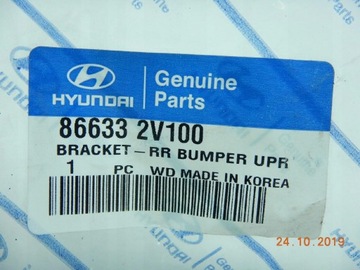 HYUNDAI
Genuine
Parts
86633 2V100
BRACKET-RR BUMPER UPR
1 PC WD MADE IN KOREA
24.10.2019